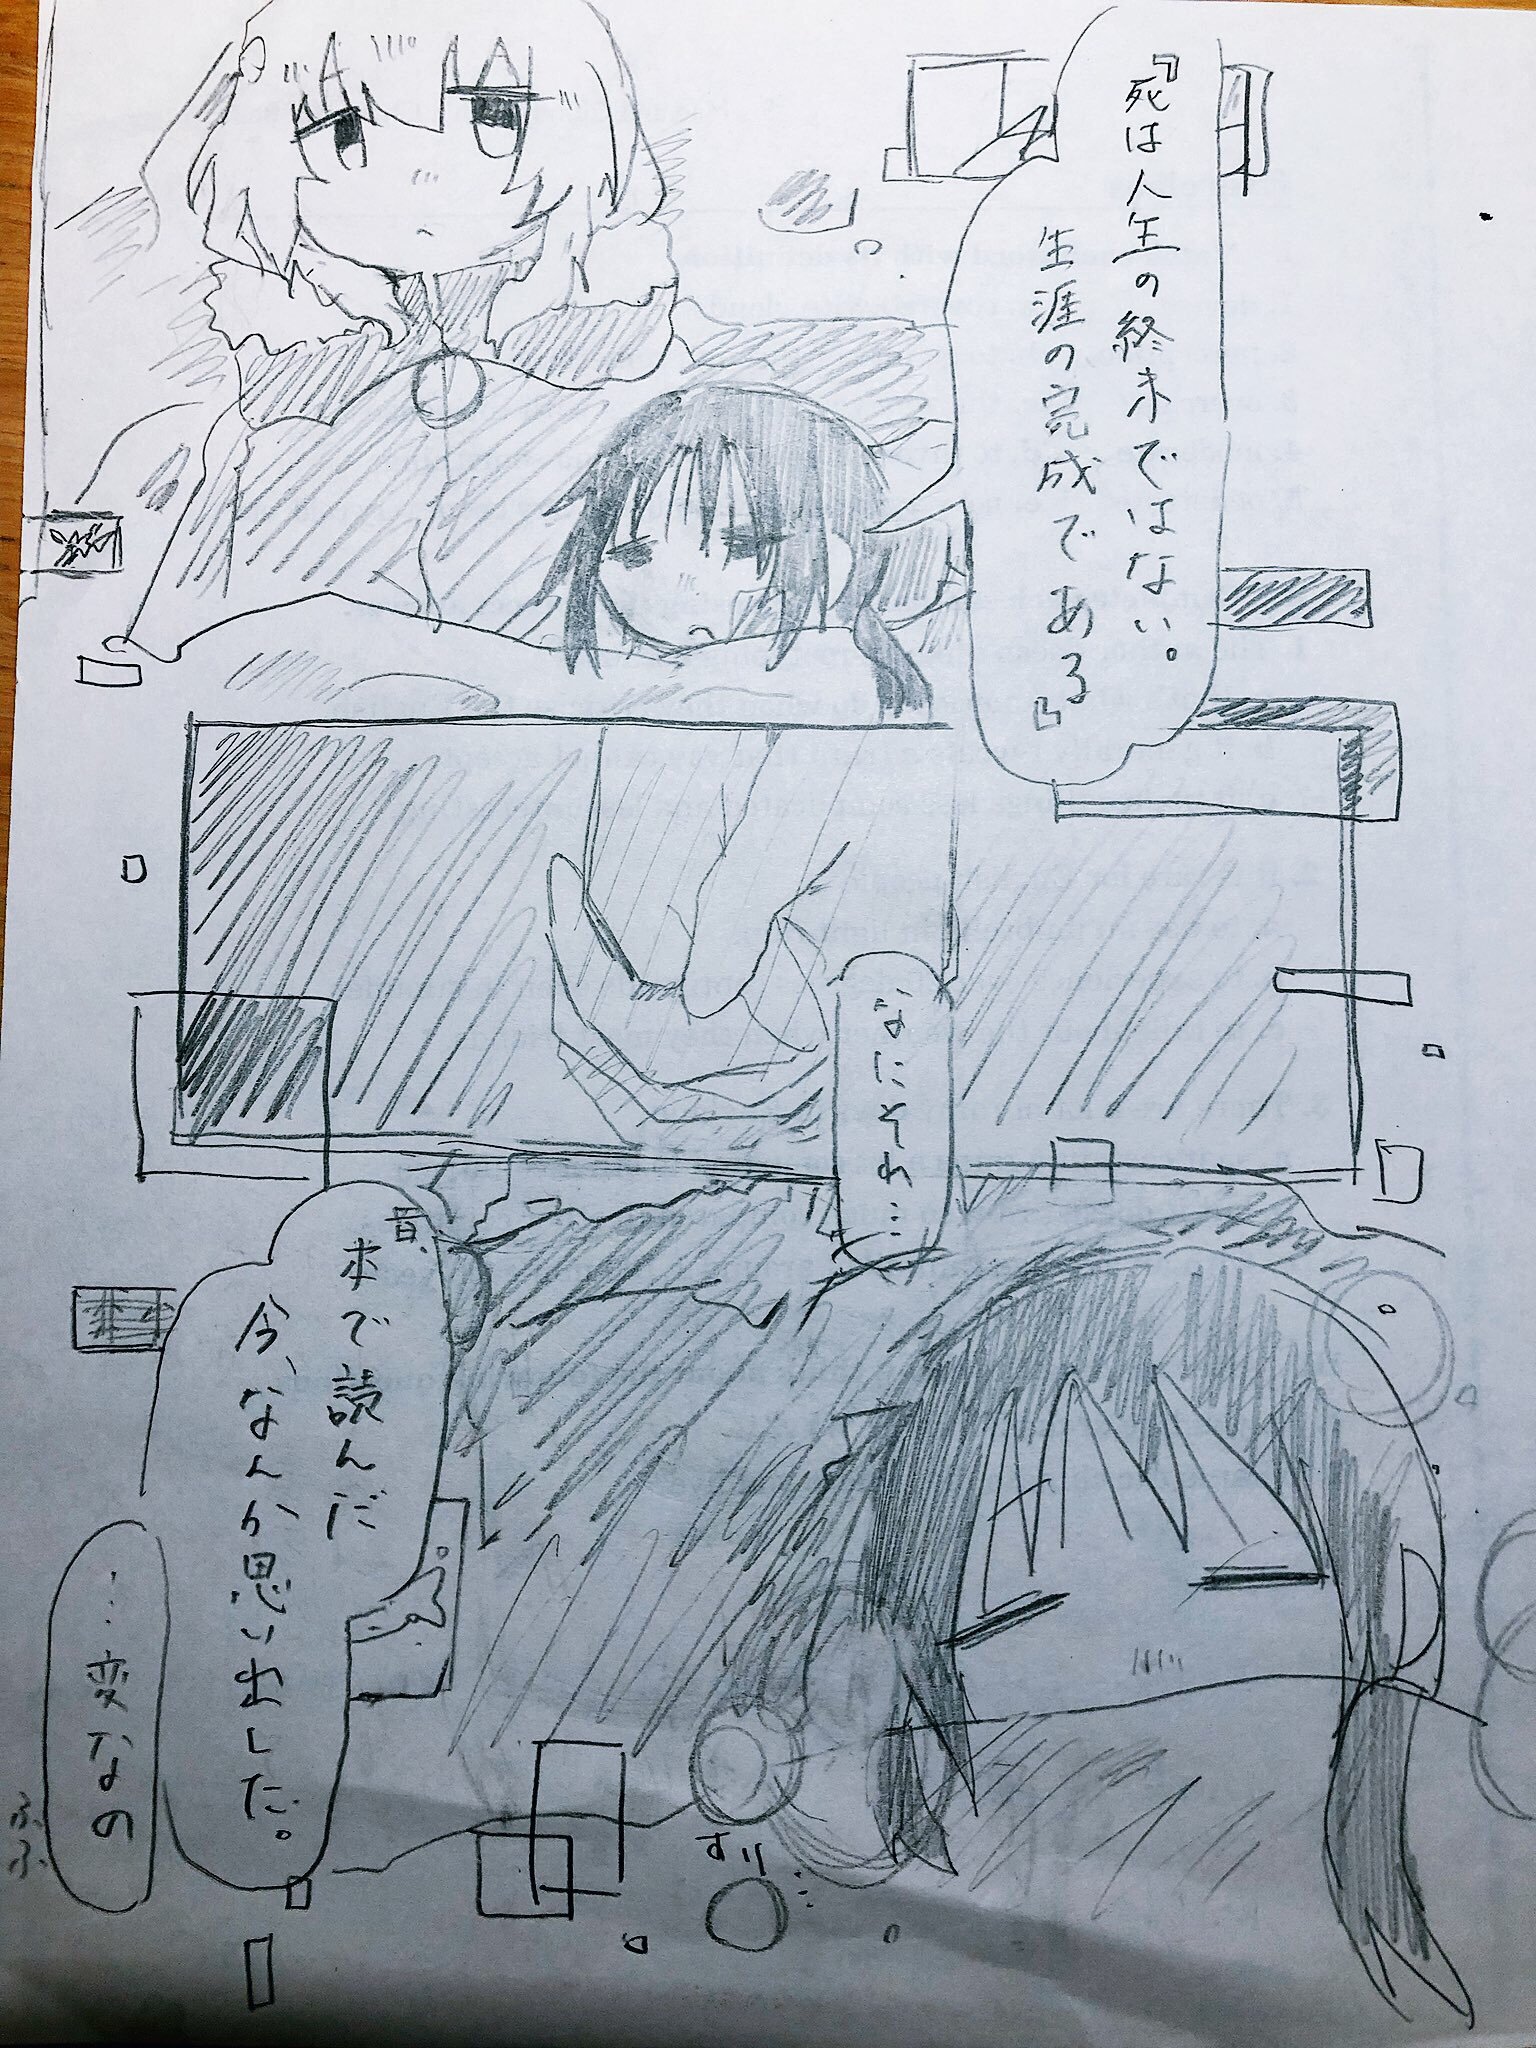 『死は人生の終末ではない。
生涯の完成である』
なにそれ…
昔、
本で読んだ
今、なんか思い出した。
…変なの
ふふ
すり…